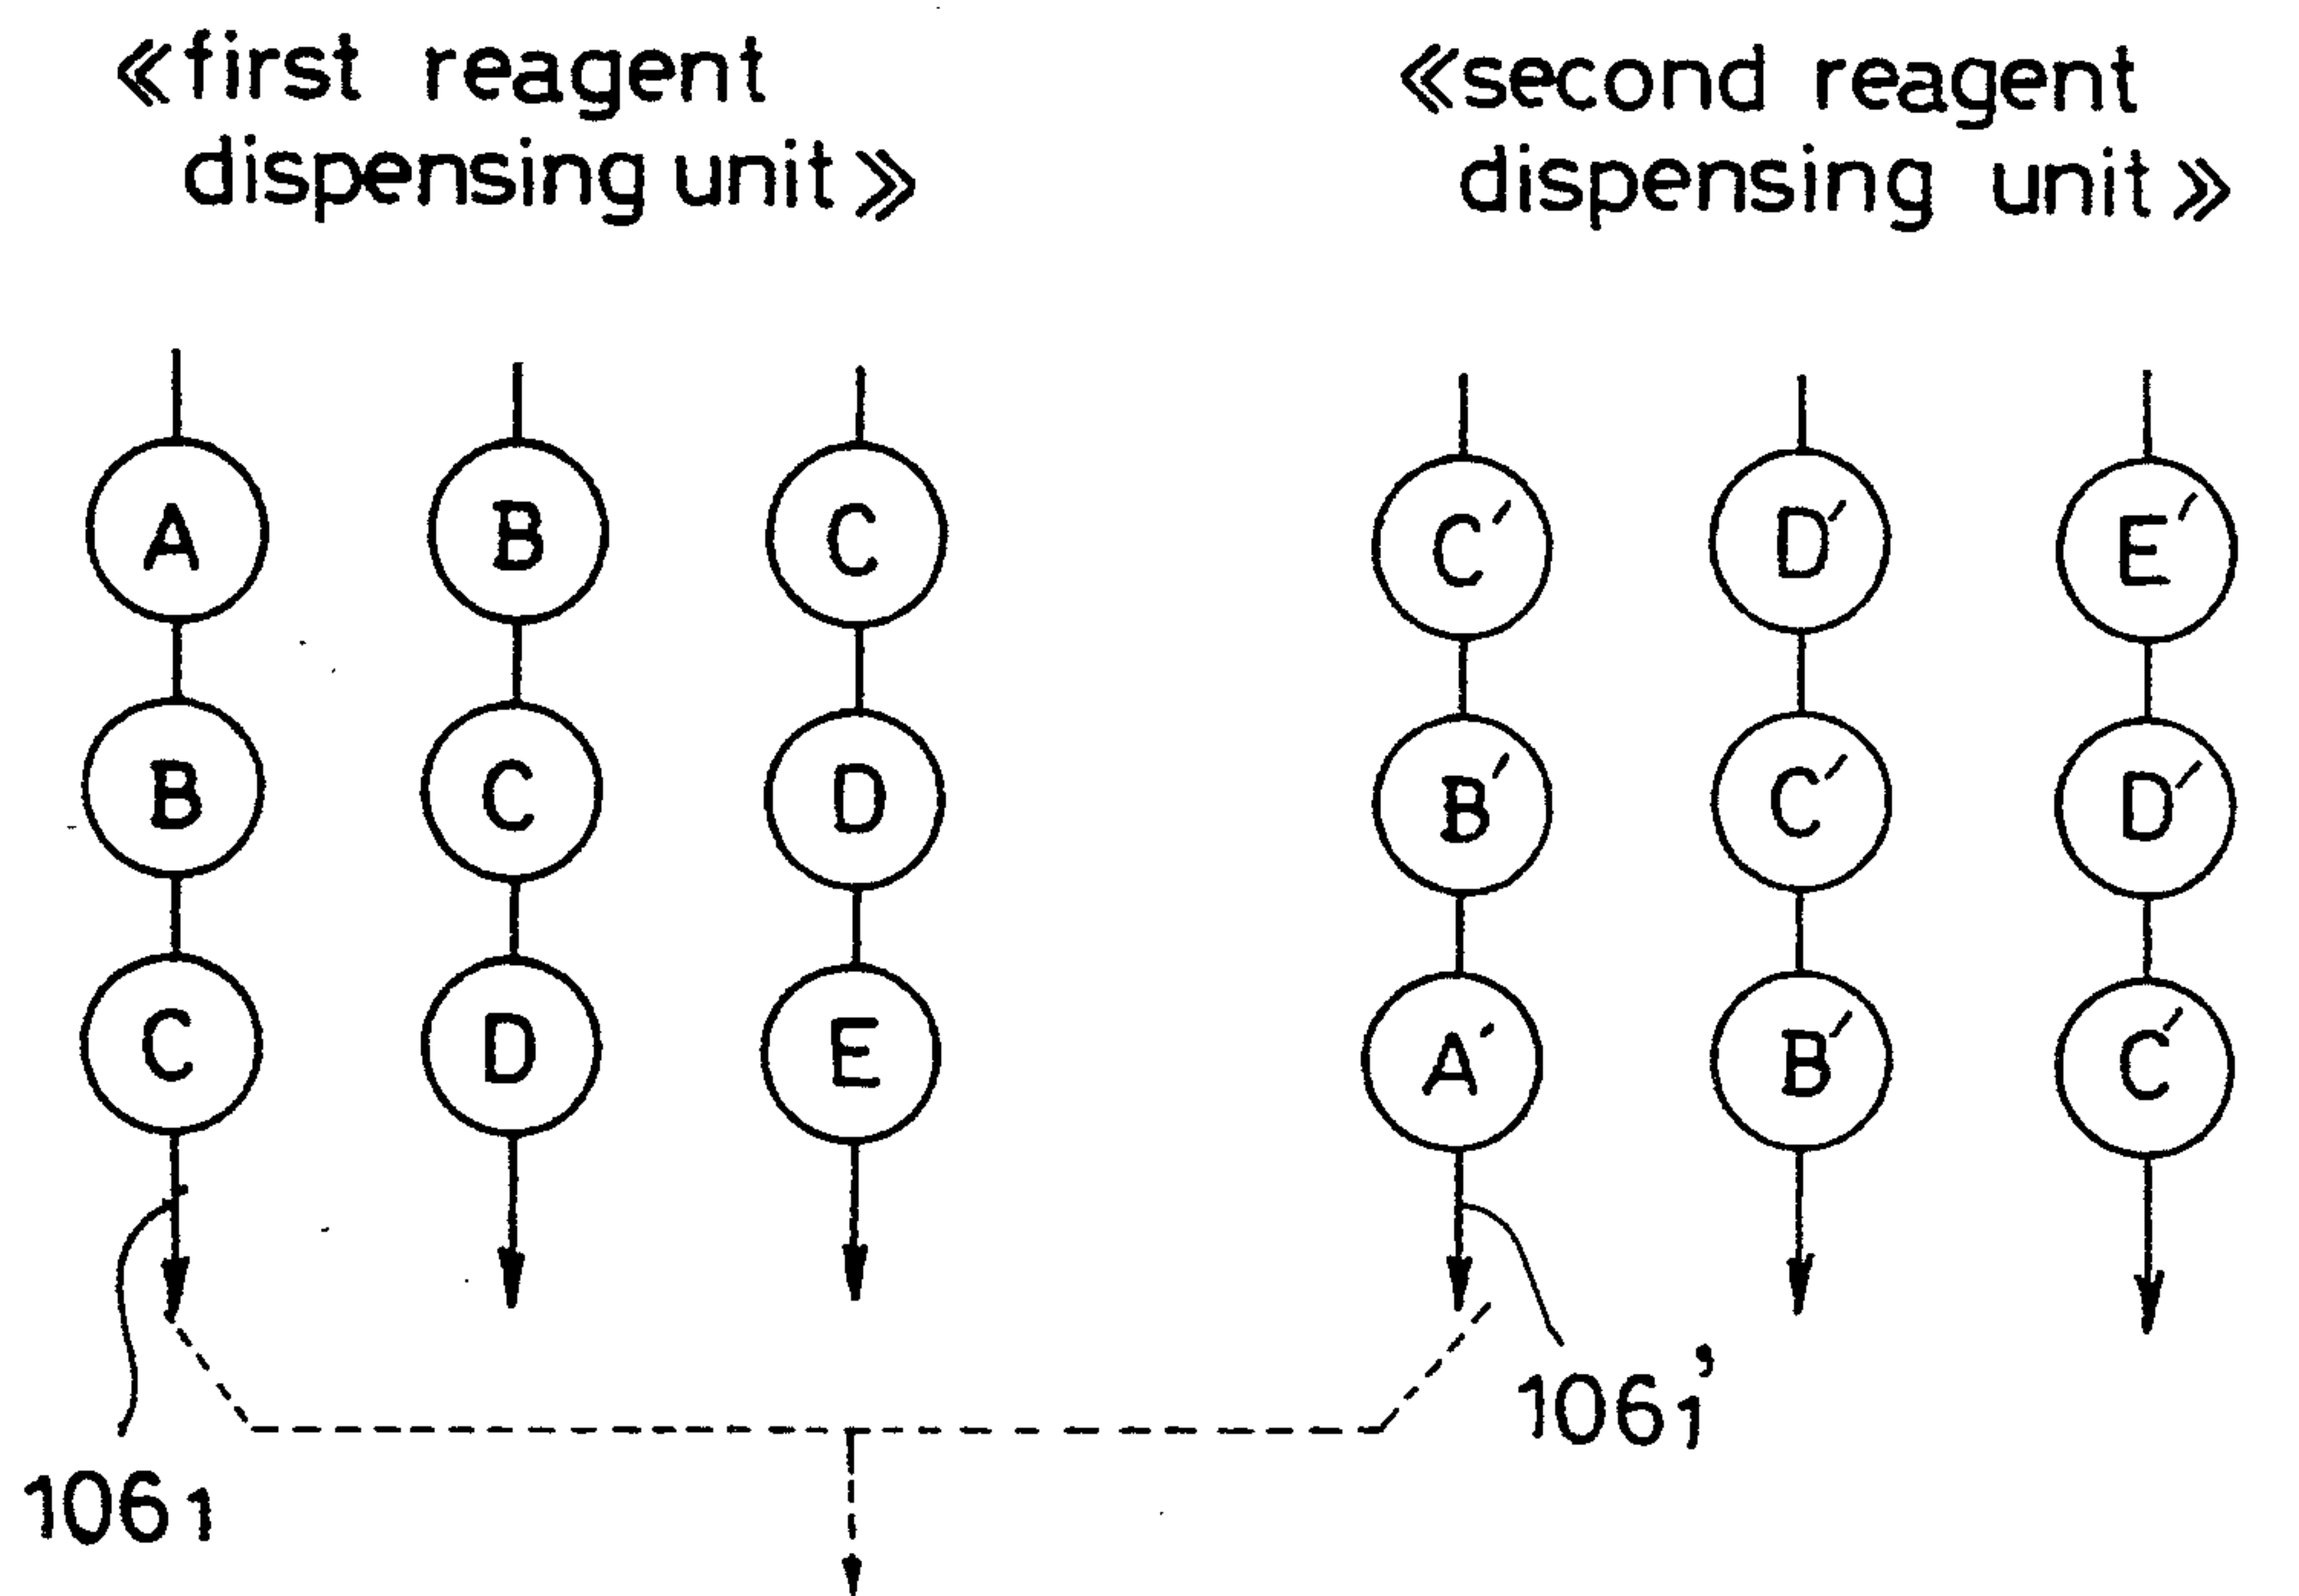 ≪first reagent
dispensing unit≫
≪second reagent
dispensing unit≫
A B C
B C D
C D E
C′ D′ E′
B′ C′ D′
A′ B′ C′
1061
1061’